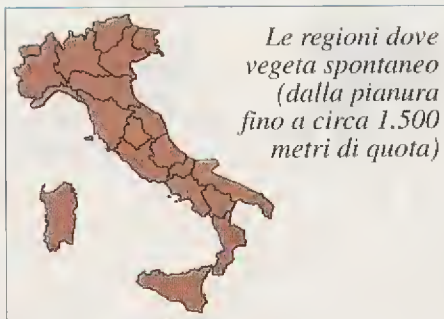 Le regioni dove
vegeta spontaneo
(dalla pianura
fino a circa 1.500
metri di quota)